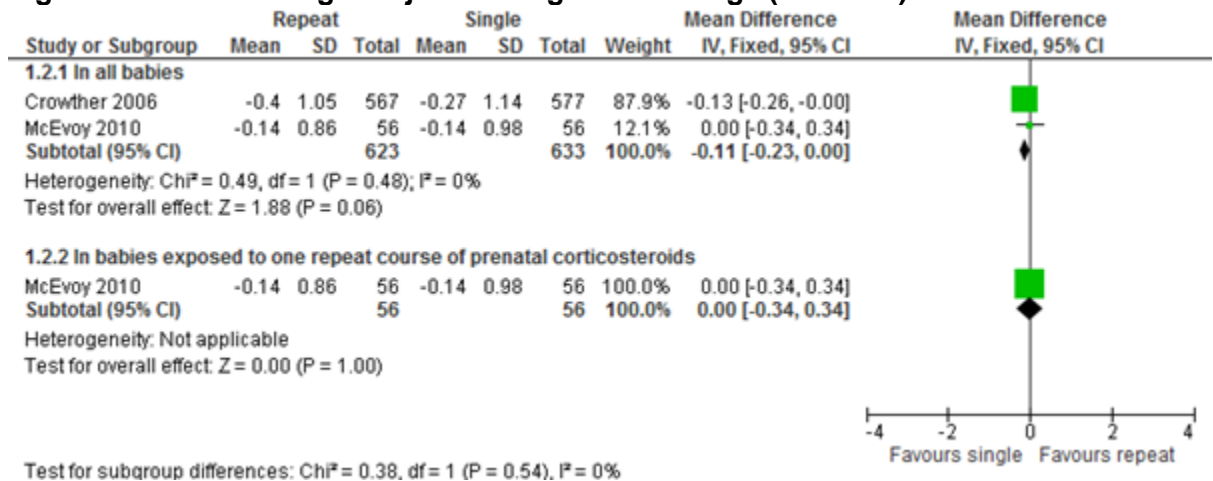 Repeat Single Mean Difference Mean Difference
Study or Subgroup Mean SD Total Mean SD Total Weight IV, Fixed, 95% CI IV, Fixed, 95% CI
1.2.1 In all babies
Crowther 2006 -0.4 1.05 567 -0.27 1.14 577 87.9% -0.13 [-0.26, -0.00]
McEvoy 2010 -0.14 0.86 56 -0.14 0.98 56 12.1% 0.00 [-0.34, 0.34]
Subtotal (95% CI) 623 633 100.0% -0.11 [-0.23, 0.00]
Heterogeneity: Chi² = 0.49, df = 1 (P = 0.48); I² = 0%
Test for overall effect: Z = 1.88 (P = 0.06)
1.2.2 In babies exposed to one repeat course of prenatal corticosteroids
McEvoy 2010 -0.14 0.86 56 -0.14 0.98 56 100.0% 0.00 [-0.34, 0.34]
Subtotal (95% CI) 56 56 100.0% 0.00 [-0.34, 0.34]
Heterogeneity: Not applicable
Test for overall effect: Z = 0.00 (P = 1.00)
-4 -2 0 2 4
Favours single Favours repeat
Test for subgroup differences: Chi² = 0.38, df = 1 (P = 0.54), I² = 0%